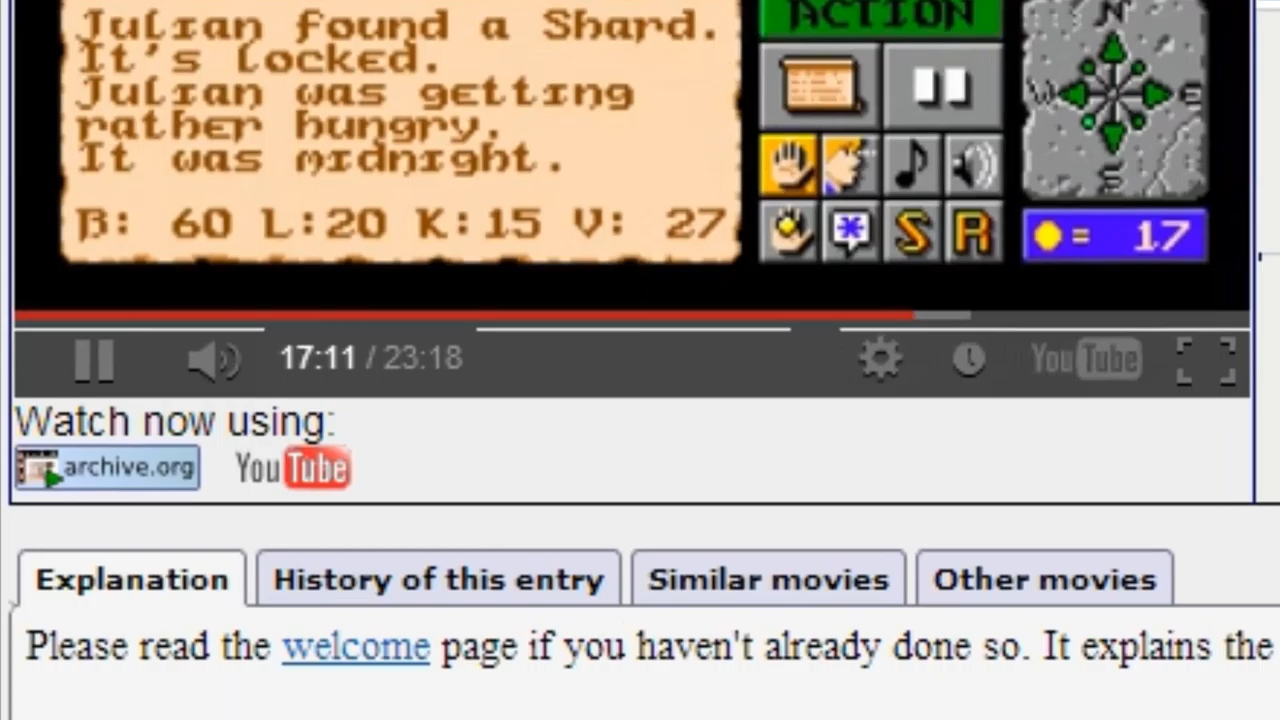 Julian found a Shard.
It's locked.
Julian was getting
rather hungry.
It was midnight.
B: 60 L:20 K:15 V: 27
ACTION
N
W E
S
S R
= 17
17:11 / 23:18
YouTube
Watch now using:
archive.org YouTube
Explanation History of this entry Similar movies Other movies
Please read the welcome page if you haven't already done so. It explains the